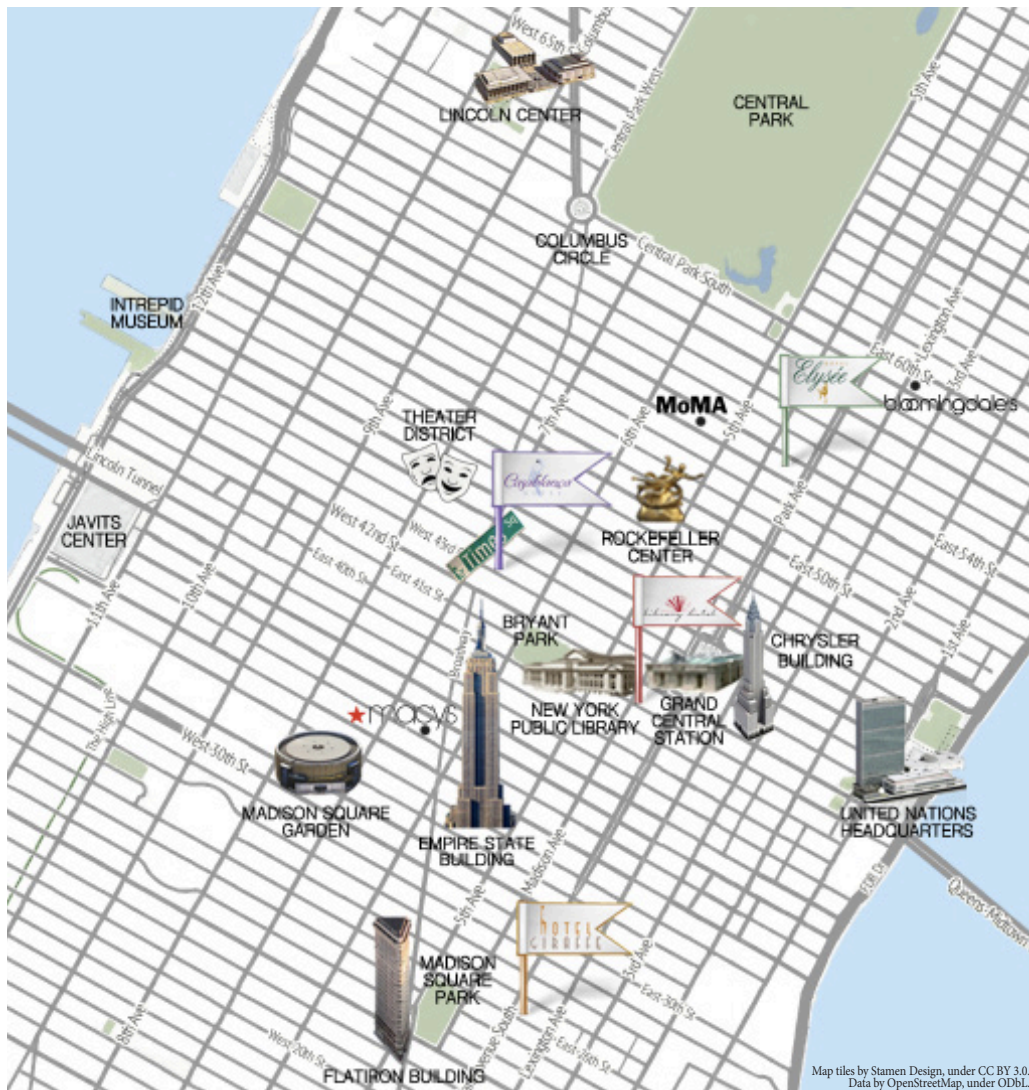 West 65th
Columbus
LINCOLN CENTER
CENTRAL
PARK
5th Ave
Central Park West
COLUMBUS
CIRCLE
Central Park South
12th Ave
INTREPID
MUSEUM
Lexington Ave
East 60th St
3rd Ave
Elysée
bloomingdale's
MoMA
THEATER
DISTRICT
9th Ave
7th Ave
6th Ave
5th Ave
Casablanca
Lincoln Tunnel
JAVITS
CENTER
West 42nd St
West 43rd
Times Sq
ROCKEFELLER
CENTER
Park Ave
East 54th St
East 50th St
East 40th St
East 41st St
11th Ave
10th Ave
library hotel
2nd Ave
1st Ave
BRYANT
PARK
CHRYSLER
BUILDING
Broadway
NEW YORK
PUBLIC LIBRARY
GRAND
CENTRAL
STATION
macy's
The High Line
West 30th St
MADISON SQUARE
GARDEN
EMPIRE STATE
BUILDING
UNITED NATIONS
HEADQUARTERS
Madison Ave
FDR Dr
Queens-Midtown
5th Ave
HOTEL
GIRAFFE
MADISON
SQUARE
PARK
3rd Ave
East 30th St
8th Ave
West 20th St
Avenue South
Lexington Ave
East 26th St
FLATIRON BUILDING
Map tiles by Stamen Design, under CC BY 3.0.
Data by OpenStreetMap, under ODbL